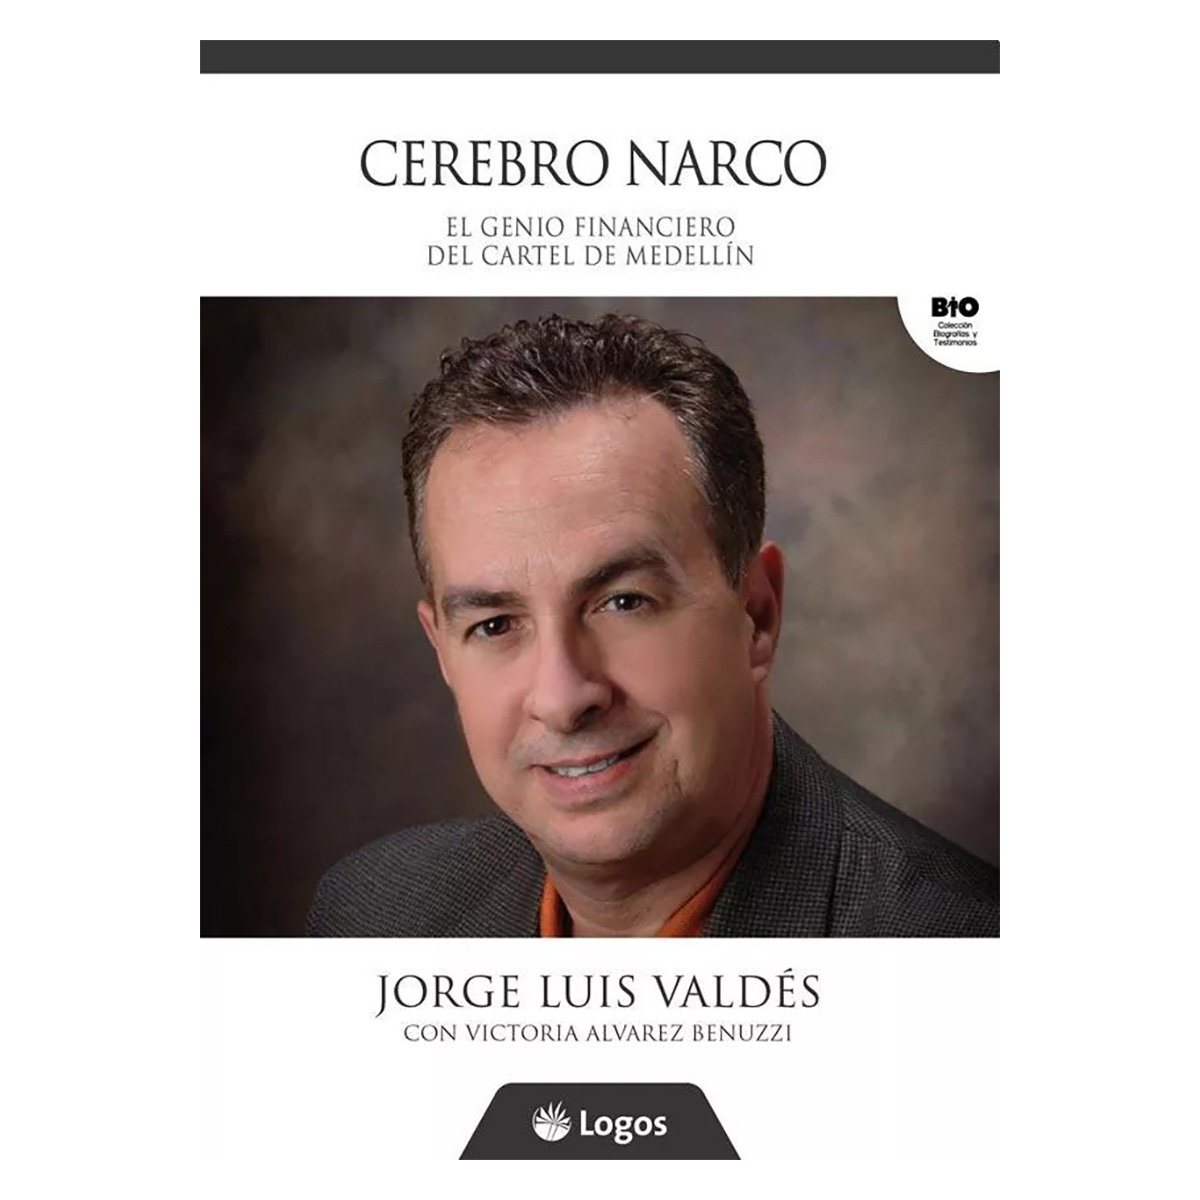 CEREBRO NARCO
EL GENIO FINANCIERO
DEL CARTEL DE MEDELLÍN
BIO
Colección
Biografías y
Testimonios
JORGE LUIS VALDÉS
CON VICTORIA ALVAREZ BENUZZI
Logos